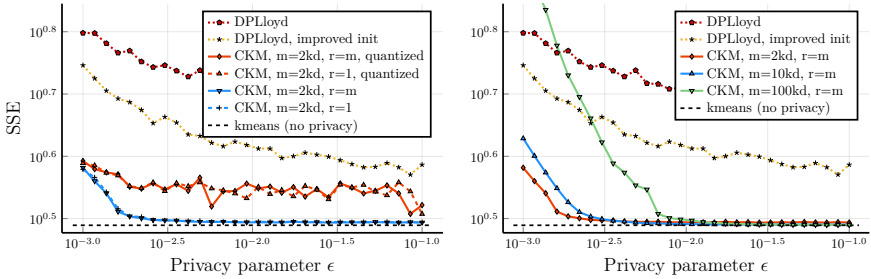 SSE
10^0.8
10^0.7
10^0.6
10^0.5
DPLloyd
DPLloyd, improved init
CKM, m=2kd, r=m, quantized
CKM, m=2kd, r=1, quantized
CKM, m=2kd, r=m
CKM, m=2kd, r=1
kmeans (no privacy)
10^−3.0 10^−2.5 10^−2.0 10^−1.5 10^−1.0
Privacy parameter ϵ
10^0.8
10^0.7
10^0.6
10^0.5
DPLloyd
DPLloyd, improved init
CKM, m=2kd, r=m
CKM, m=10kd, r=m
CKM, m=100kd, r=m
kmeans (no privacy)
10^−3.0 10^−2.5 10^−2.0 10^−1.5 10^−1.0
Privacy parameter ϵ